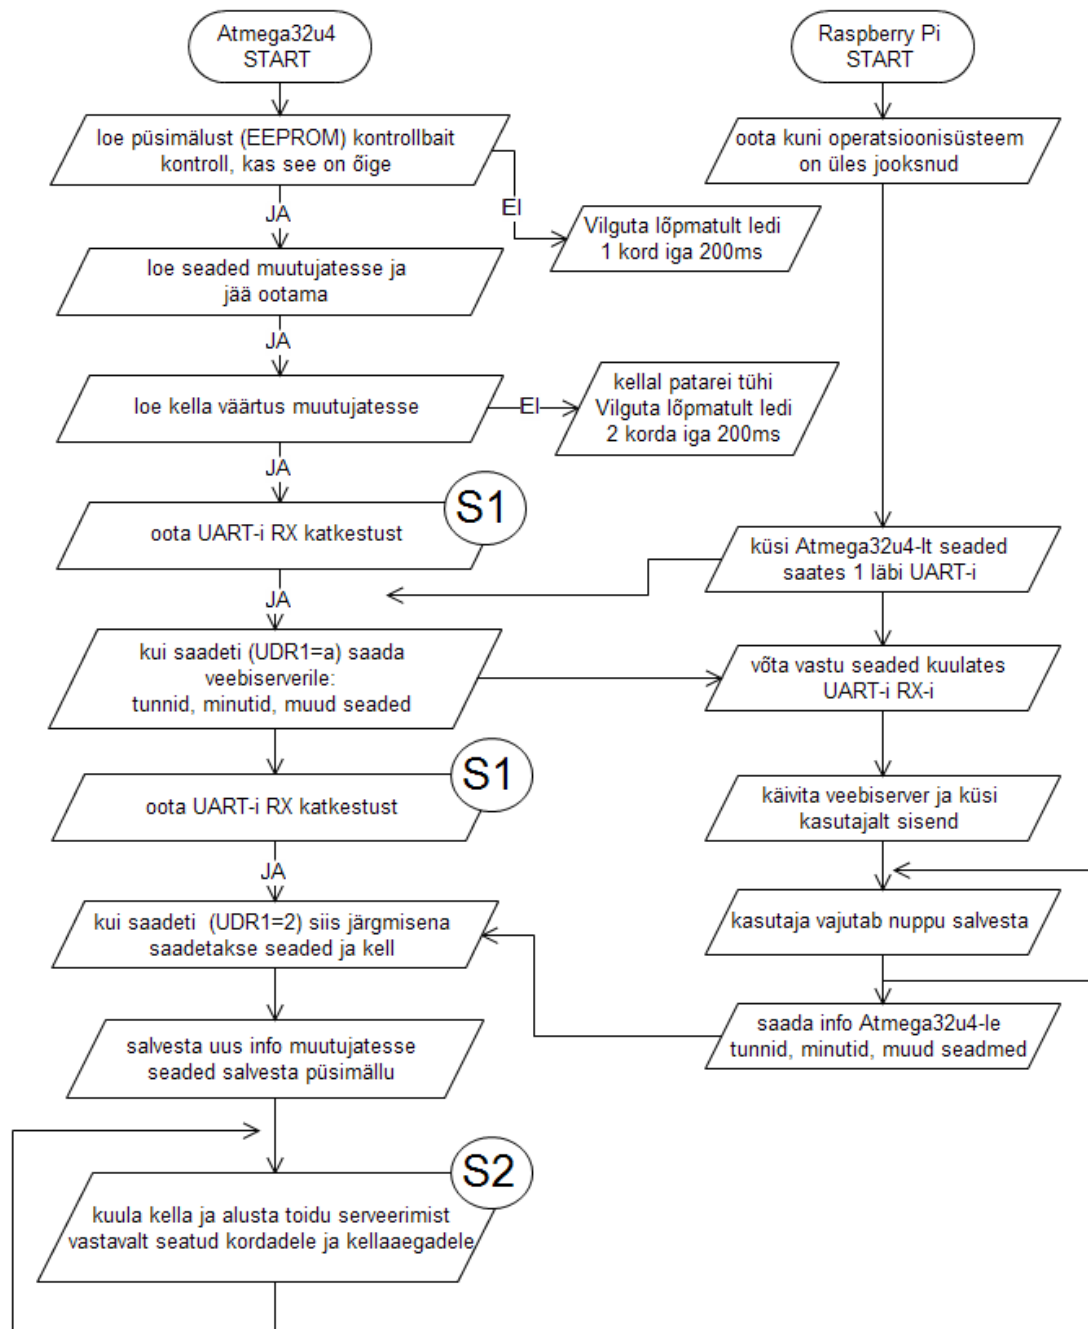 Atmega32u4
START
loe püsimälust (EEPROM) kontrollbait
kontroll, kas see on õige
EI
JA
Vilguta lõpmatult ledi
1 kord iga 200ms
loe seaded muutujatesse ja
jää ootama
JA
loe kella väärtus muutujatesse
EI
kellal patarei tühi
Vilguta lõpmatult ledi
2 korda iga 200ms
JA
S1
oota UART-i RX katkestust
JA
kui saadeti (UDR1=a) saada
veebiserverile:
tunnid, minutid, muud seaded
S1
oota UART-i RX katkestust
JA
kui saadeti (UDR1=2) siis järgmisena
saadetakse seaded ja kell
salvesta uus info muutujatesse
seaded salvesta püsimällu
S2
kuula kella ja alusta toidu serveerimist
vastavalt seatud kordadele ja kellaaegadele
Raspberry Pi
START
oota kuni operatsioonisüsteem
on üles jooksnud
küsi Atmega32u4-lt seaded
saates 1 läbi UART-i
võta vastu seaded kuulates
UART-i RX-i
käivita veebiserver ja küsi
kasutajalt sisend
kasutaja vajutab nuppu salvesta
saada info Atmega32u4-le
tunnid, minutid, muud seadmed